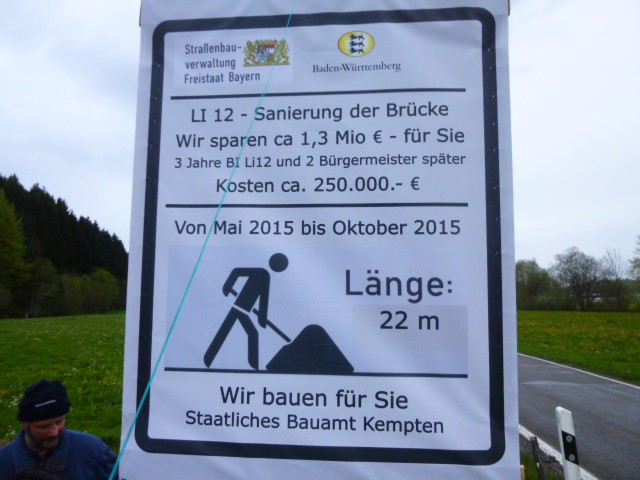 Straßenbau-
verwaltung
Freistaat Bayern
Baden-Württemberg
LI 12 - Sanierung der Brücke
Wir sparen ca 1,3 Mio € - für Sie
3 Jahre BI Li12 und 2 Bürgermeister später
Kosten ca. 250.000.- €
Von Mai 2015 bis Oktober 2015
Länge:
22 m
Wir bauen für Sie
Staatliches Bauamt Kempten